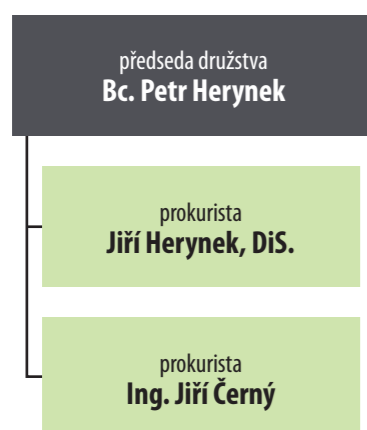 předseda družstva
Bc. Petr Herynek
prokurista
Jiří Herynek, DiS.
prokurista
Ing. Jiří Černý